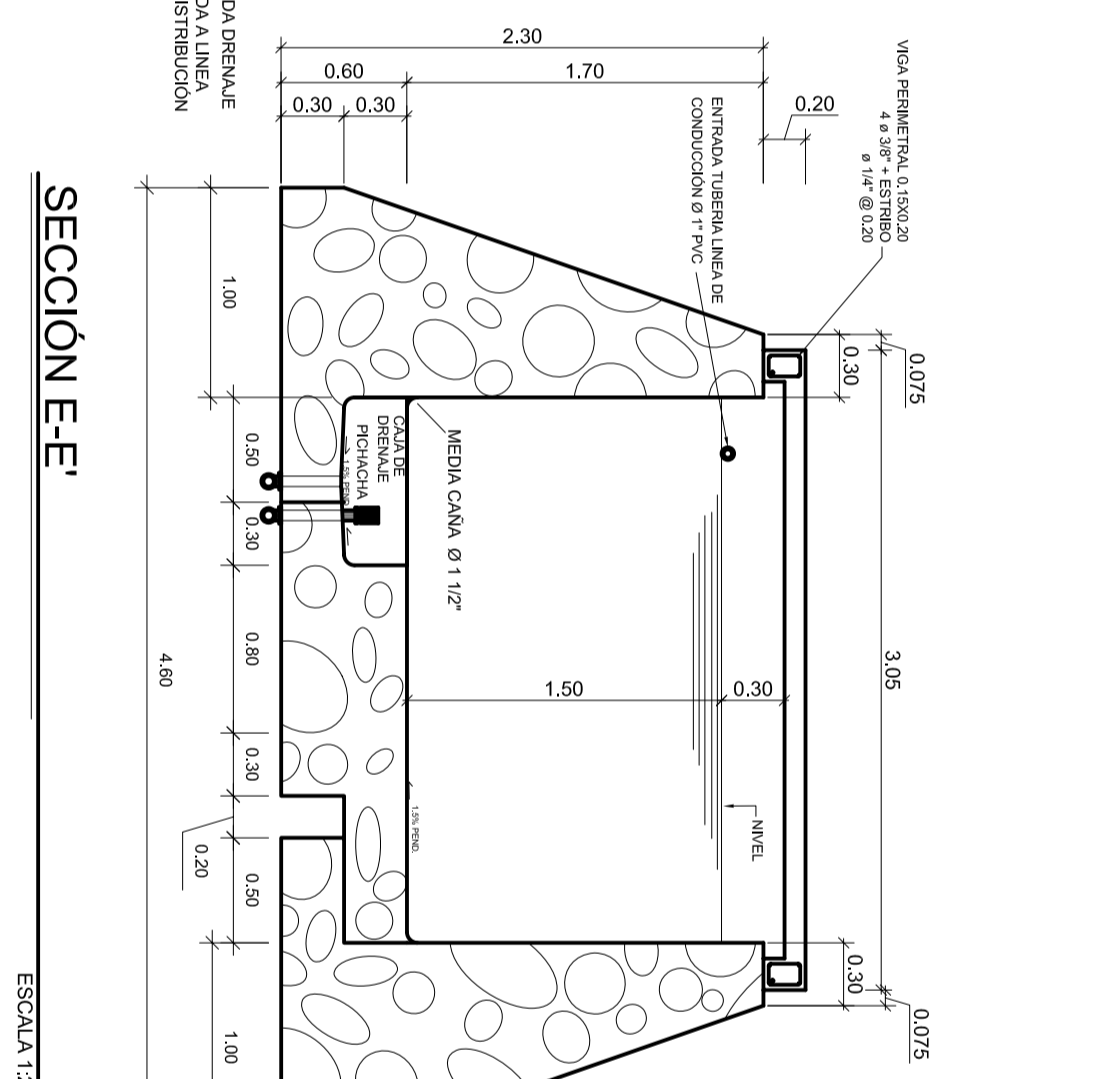 VIGA PERIMETRAL 0.15X0.20
4 ø 3/8" + ESTRIBO
ø 1/4" @ 0.20
0.20
2.30
0.60
1.70
0.30
0.30
ENTRADA TUBERIA LINEA DE
CONDUCCIÓN Ø 1" PVC
0.075
0.30
3.05
0.30
0.075
NIVEL
1.50
0.30
MEDIA CAÑA Ø 1 1/2"
CAJA DE
DRENAJE
PICHACHA
1.5% PEND.
1.5% PEND.
1.00
0.50
0.30
0.80
0.30
0.20
0.50
1.00
4.60
DA DRENAJE
DA A LINEA
ISTRIBUCIÓN
SECCIÓN E-E'
ESCALA 1: